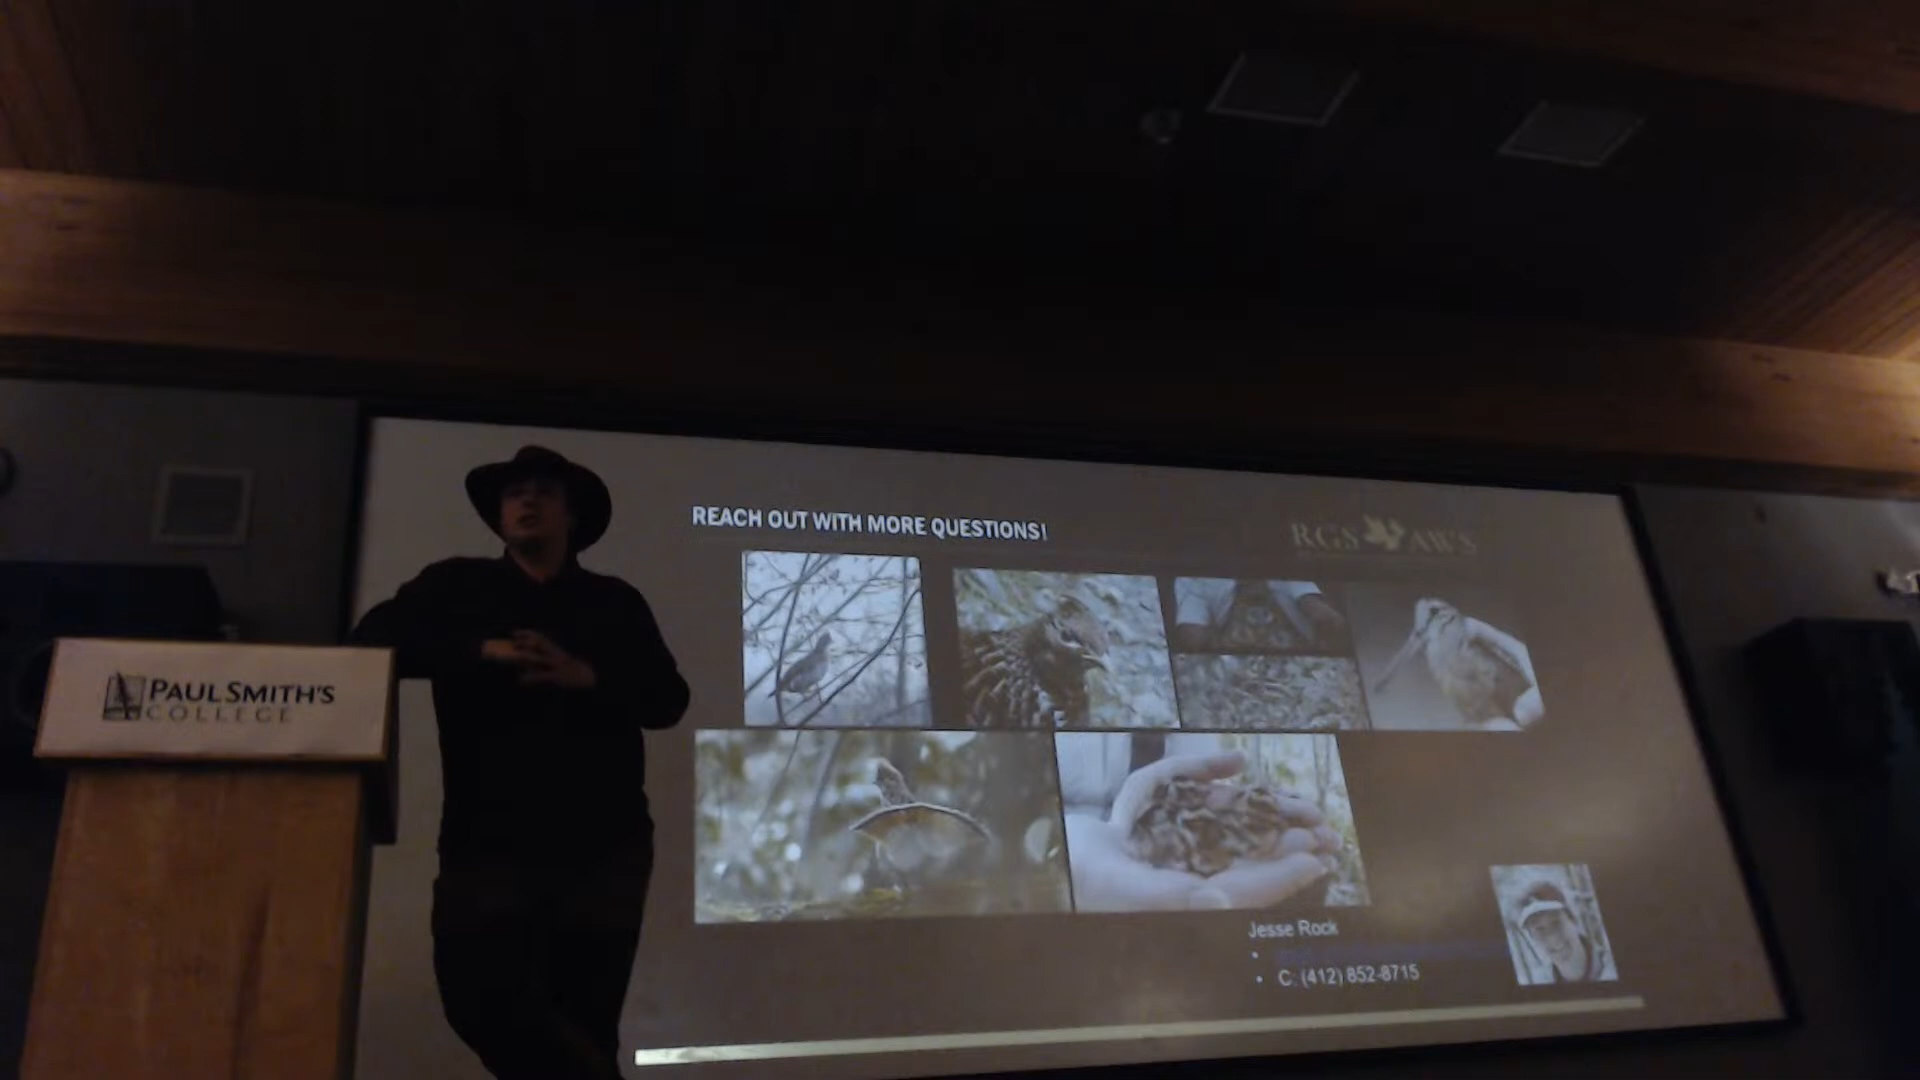 REACH OUT WITH MORE QUESTIONS!
RGS AWS
PAUL SMITH'S
COLLEGE
Jesse Rock
C: (412) 852-8715